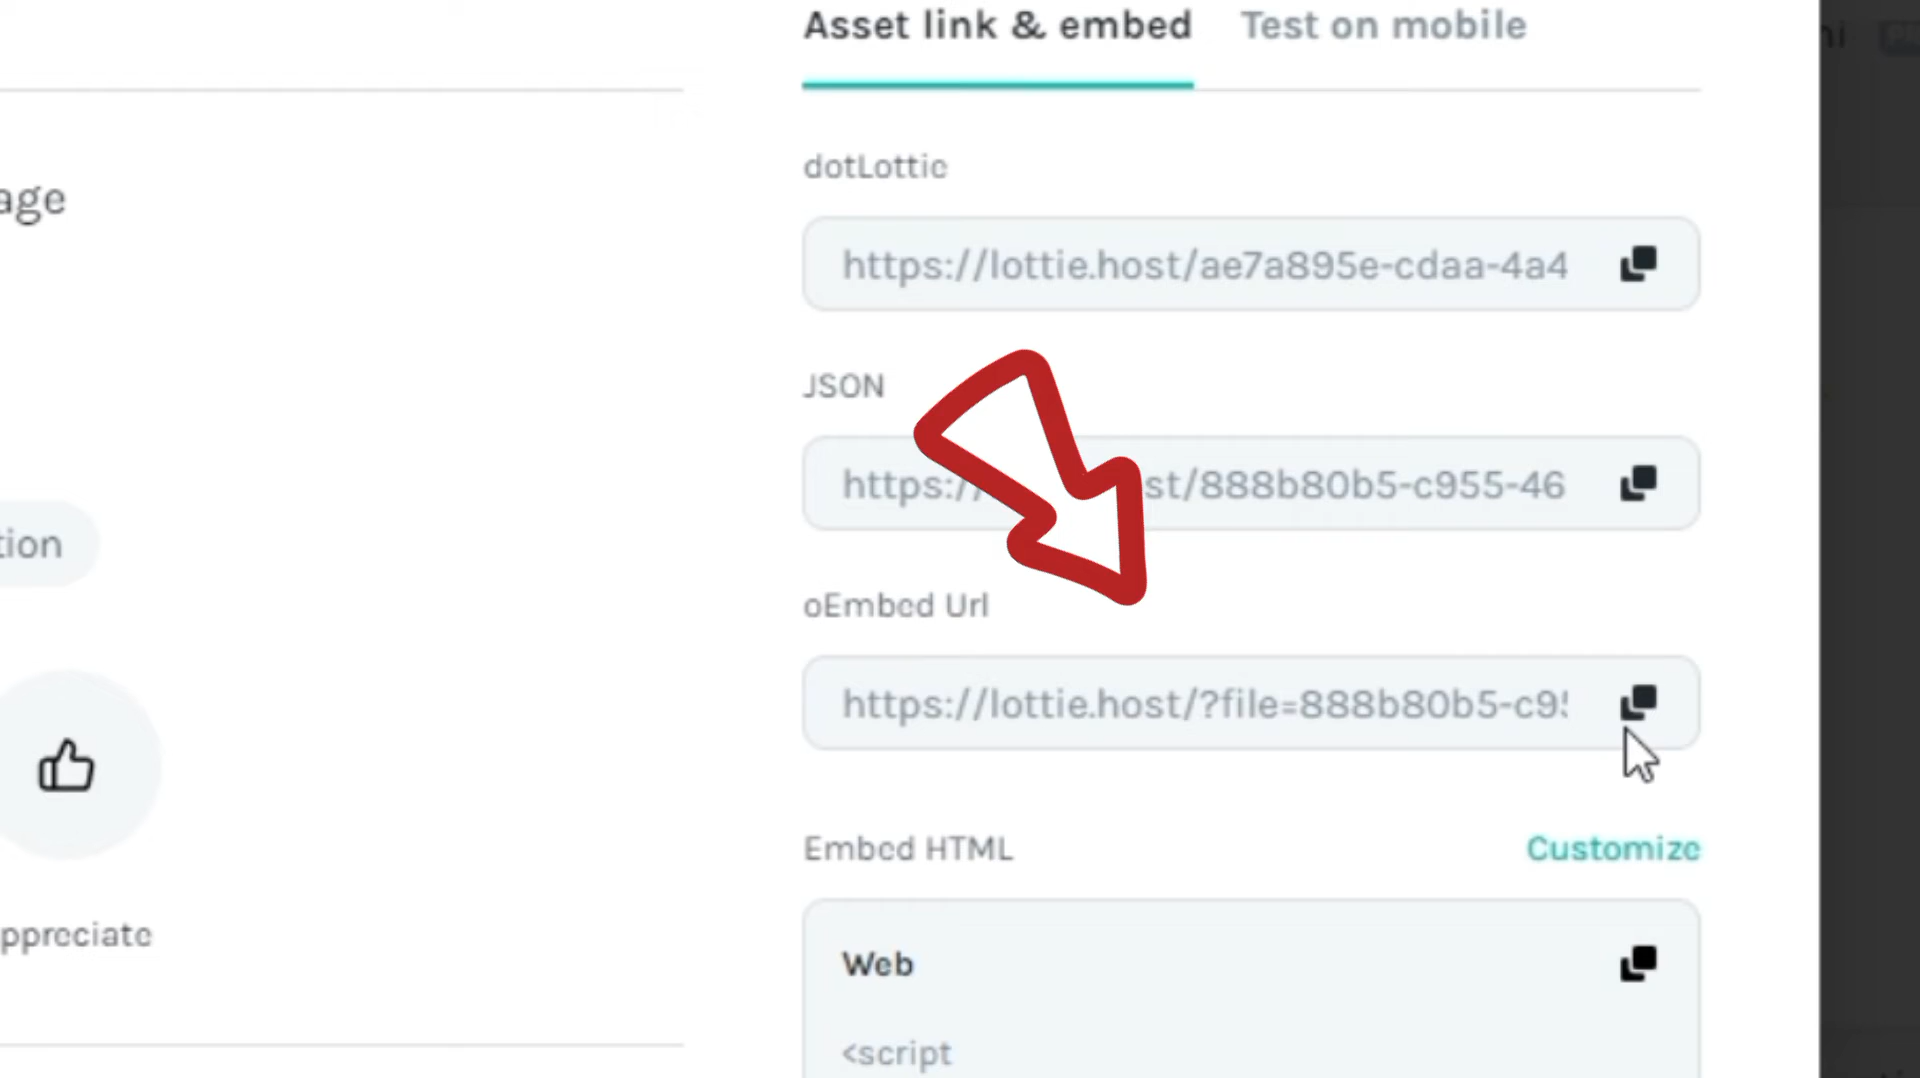 Asset link & embed Test on mobile
dotLottie
age
https://lottie.host/ae7a895e-cdaa-4a4
JSON
https:/ st/888b80b5-c955-46
tion
oEmbed Url
https://lottie.host/?file=888b80b5-c9
Embed HTML Customize
ppreciate
Web
<script